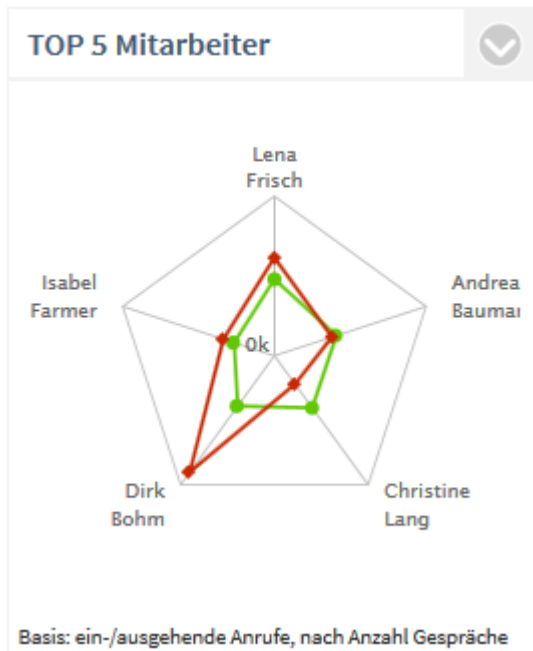 TOP 5 Mitarbeiter
Lena
Frisch
Isabel
Farmer
Andrea
0k
Dirk
Bohm
Christine
Lang
Basis: ein-/ausgehende Anrufe, nach Anzahl Gespräche